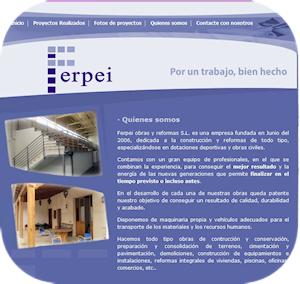 Inicio | Proyectos Realizados | Fotos de proyectos | Quienes somos | Contacte con nosotros
erpei
Por un trabajo, bien hecho
- Quienes somos
Ferpei obras y reformas S.L. es una empresa fundada en Junio del
2006, dedicada a la construcción y reformas de todo tipo,
especializándose en dotaciones deportivas y obras civiles.
Contamos con un gran equipo de profesionales, en el que se
combinan la experiencia, para conseguir el mejor resultado y la
energía de las nuevas generaciones que permite finalizar en el
tiempo previsto o incluso antes.
En el desarrollo de cada una de nuestras obras queda patente
nuestro objetivo de conseguir un resultado de calidad, durabilidad
y acabado.
Disponemos de maquinaria propia y vehículos adecuados para el
transporte de los materiales y los recursos humanos.
Hacemos todo tipo obras de contrucción y conservación,
preparación y consolidación de terrenos, cimentación y
pavimentación, demoliciones, construcción de equipamientos e
instalaciones, reformas integrales de viviendas, piscinas, oficinas
comercios, etc..